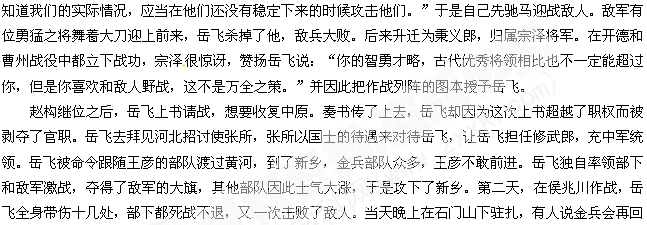 知道我们的实际情况，应当在他们还没有稳定下来的时候攻击他们。”于是自己先驰马迎战敌人。敌军有
位勇猛之将舞着大刀迎上前来，岳飞杀掉了他，敌兵大败。后来升迁为秉义郎，归属宗泽将军。在开德和
曹州战役中都立下战功，宗泽很惊讶，赞扬岳飞说：“你的智勇才略，古代优秀将领相比也不一定能超过
你，但是你喜欢和敌人野战，这不是万全之策。”并因此把作战列阵的图本授予岳飞。
赵构继位之后，岳飞上书请战，想要收复中原。奏书传了上去，岳飞却因为这次上书超越了职权而被
剥夺了官职。岳飞去拜见河北招讨使张所，张所以国士的待遇来对待岳飞，让岳飞担任修武郎，充中军统
领。岳飞被命令跟随王彦的部队渡过黄河，到了新乡，金兵部队众多，王彦不敢前进。岳飞独自率领部下
和敌军激战，夺得了敌军的大旗，其他部队因此士气大涨，于是攻下了新乡。第二天，在侯兆川作战，岳
飞全身带伤十几处，部下都死战不退，又一次击败了敌人。当天晚上在石门山下驻扎，有人说金兵会再回